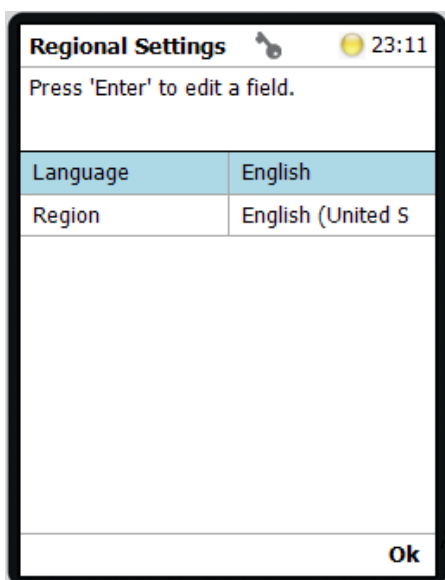 Regional Settings 23:11
Press 'Enter' to edit a field.
Language English
Region English (United S
Ok